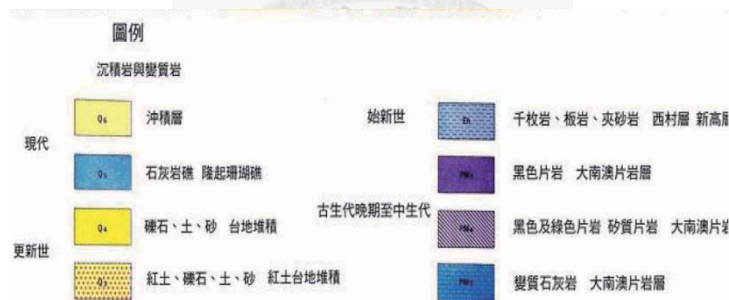 圖例
沉積岩與變質岩
現代
Q6 沖積層
Q5 石灰岩礁 隆起珊瑚礁
更新世
Q4 礫石、土、砂 台地堆積
Q3 紅土、礫石、土、砂 紅土台地堆積
始新世
Eh 千枚岩、板岩、夾砂岩 西村層 新高層
古生代晚期至中生代
黑色片岩 大南澳片岩層
黑色及綠色片岩 矽質片岩 大南澳片岩
變質石灰岩 大南澳片岩層